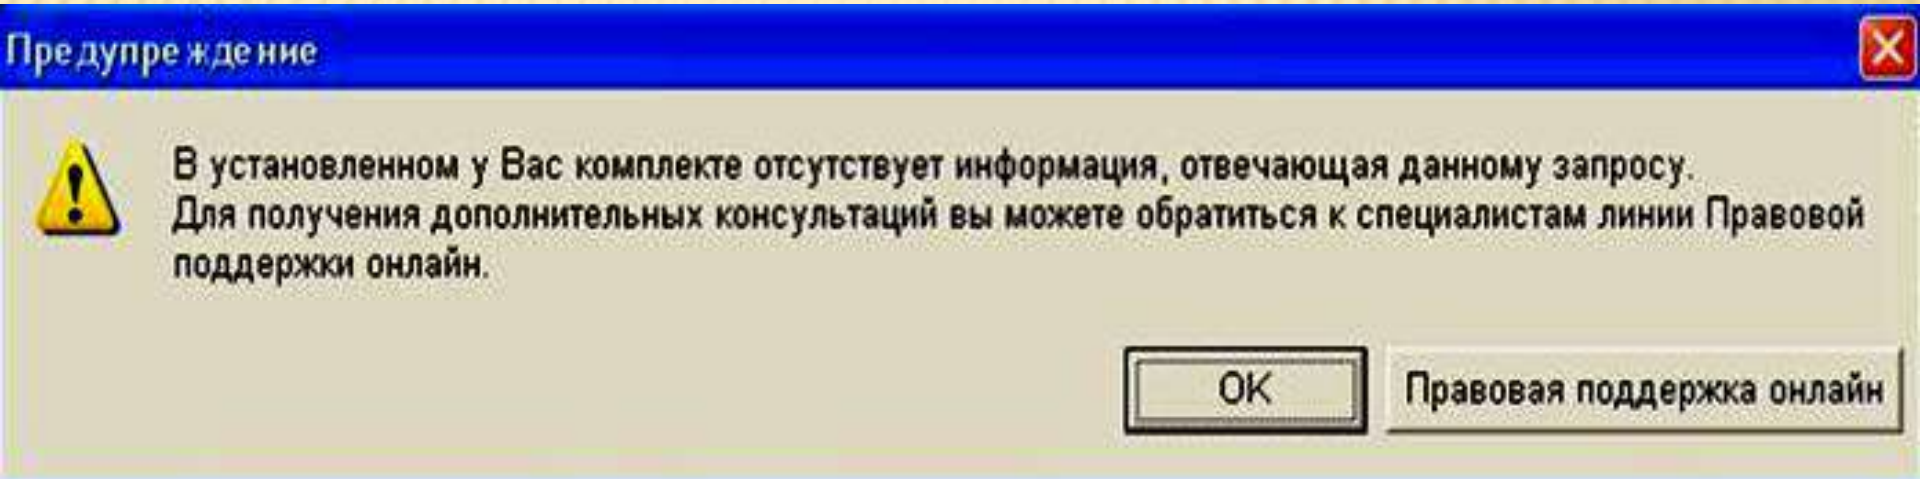 Предупреждение
В установленном у Вас комплекте отсутствует информация, отвечающая данному запросу.
Для получения дополнительных консультаций вы можете обратиться к специалистам линии Правовой
поддержки онлайн.
OK
Правовая поддержка онлайн